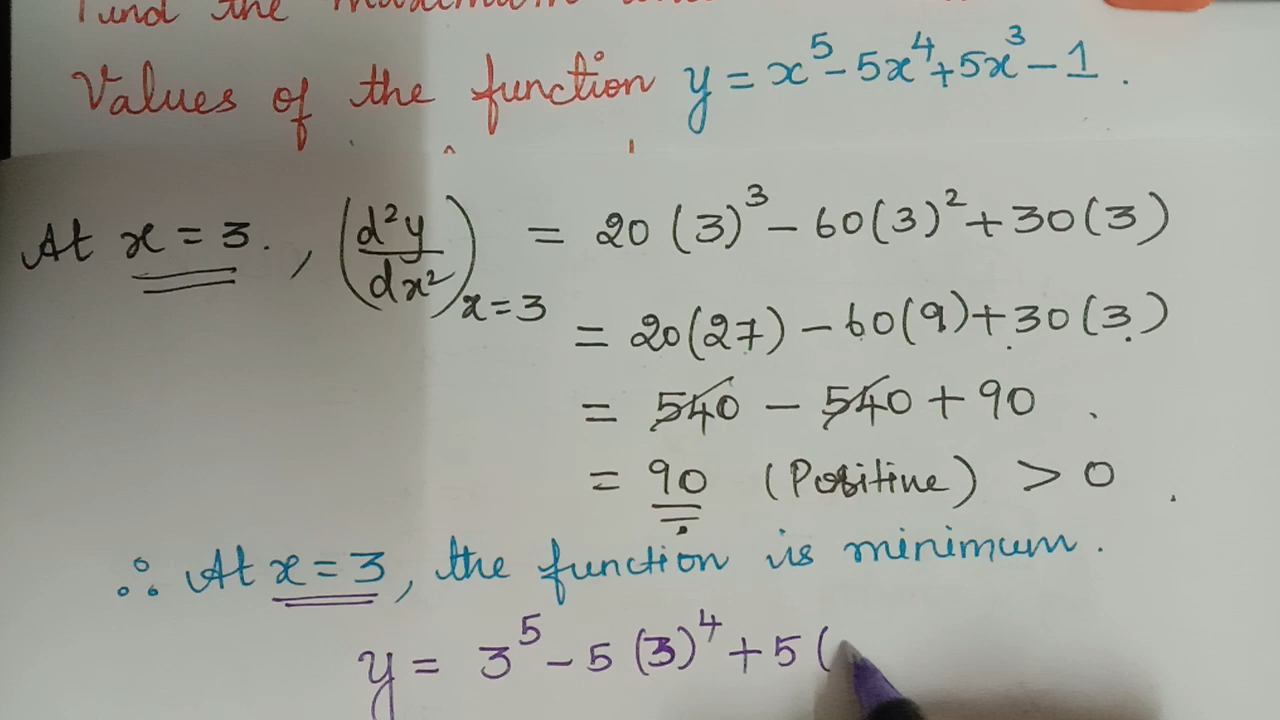 Find the
Values of the function y = x⁵ - 5x⁴ + 5x³ - 1 .
At x = 3. , (d²y/dx²)ₓ₌₃ = 20 (3)³ - 60(3)² + 30(3)
= 20(27) - 60(9) + 30(3)
= 540 - 540 + 90 .
= 90 (Positive) > 0 .
∴ At x = 3, the function is minimum.
y = 3⁵ - 5 (3)⁴ + 5 (